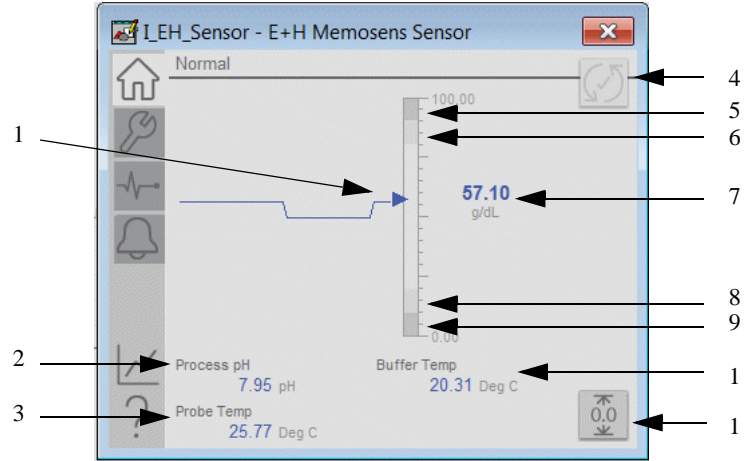 I_EH_Sensor - E+H Memosens Sensor
Normal
4
100.00
5
6
1
57.10
7
g/dL
8
9
0.00
2
Process pH
Buffer Temp
7.95 pH
20.31 Deg C
1
3
Probe Temp
0.0
25.77 Deg C
1
?